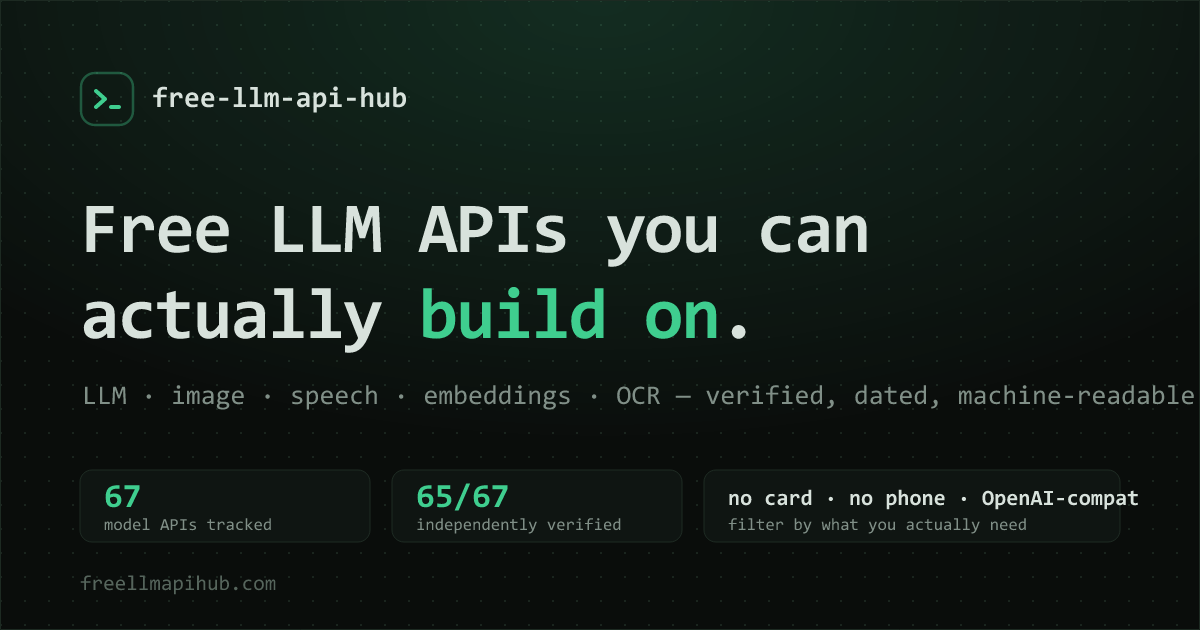 free-llm-api-hub
Free LLM APIs you can
actually build on.
LLM · image · speech · embeddings · OCR — verified, dated, machine-readable
67
model APIs tracked
65/67
independently verified
no card · no phone · OpenAI-compat
filter by what you actually need
freellmapihub.com